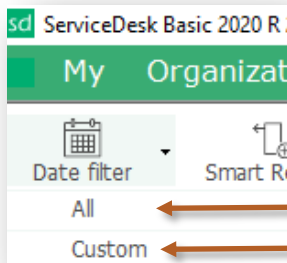 sd ServiceDesk Basic 2020 R
My Organizat
Date filter Smart R
All
Custom